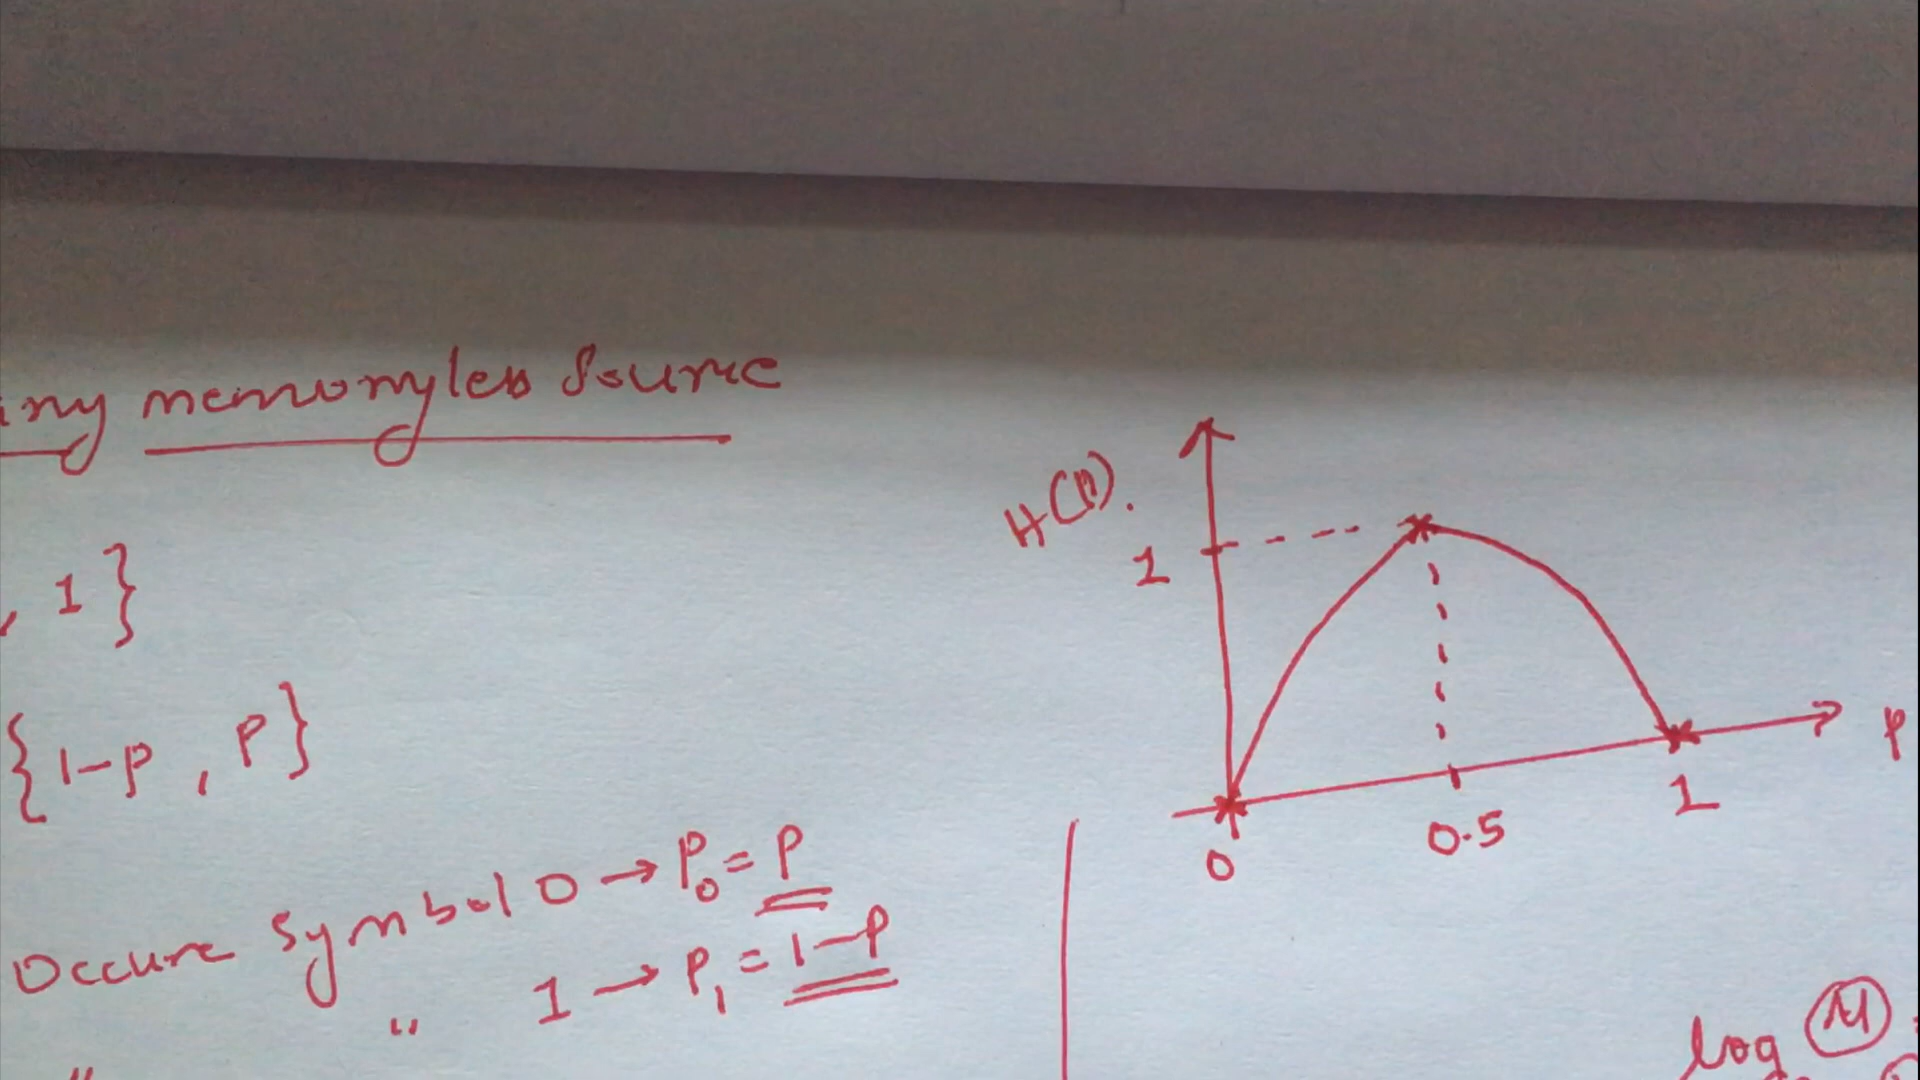 memoryless Source
, 1}
{1-p , p}
Occure symbol 0 → P₀ = p
" 1 → P₁ = 1-p
"
H(p).
1
0
0.5
1
p
log M